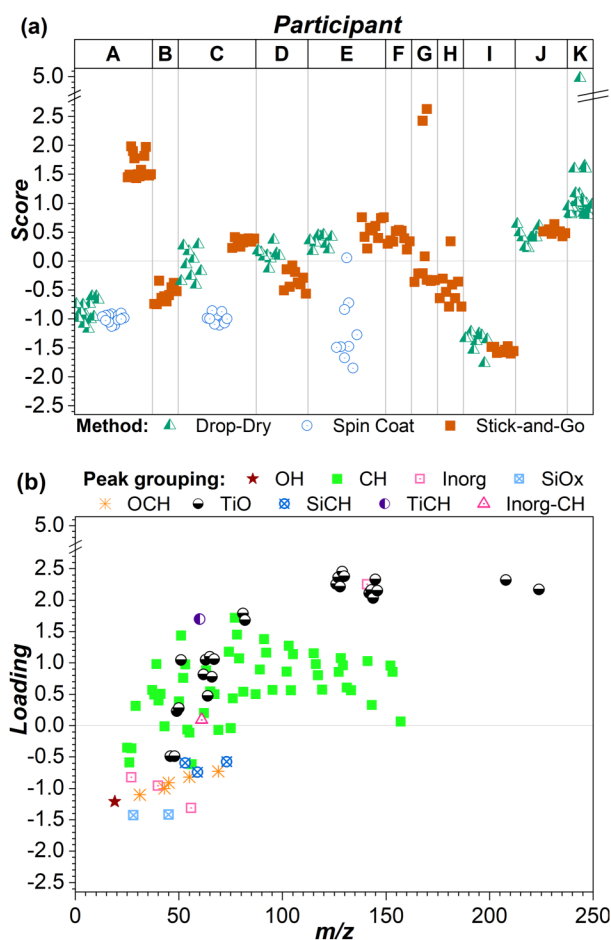 Participant
(a)
A B C D E F G H I J K
5.0
2.5
2.0
1.5
1.0
0.5
0.0
-0.5
-1.0
-1.5
-2.0
-2.5
Score
Method: Drop-Dry Spin Coat Stick-and-Go
(b) Peak grouping: OH CH Inorg SiOx
OCH TiO SiCH TiCH Inorg-CH
5.0
2.5
2.0
1.5
1.0
0.5
0.0
-0.5
-1.0
-1.5
-2.0
-2.5
Loading
0 50 100 150 200 250
m/z